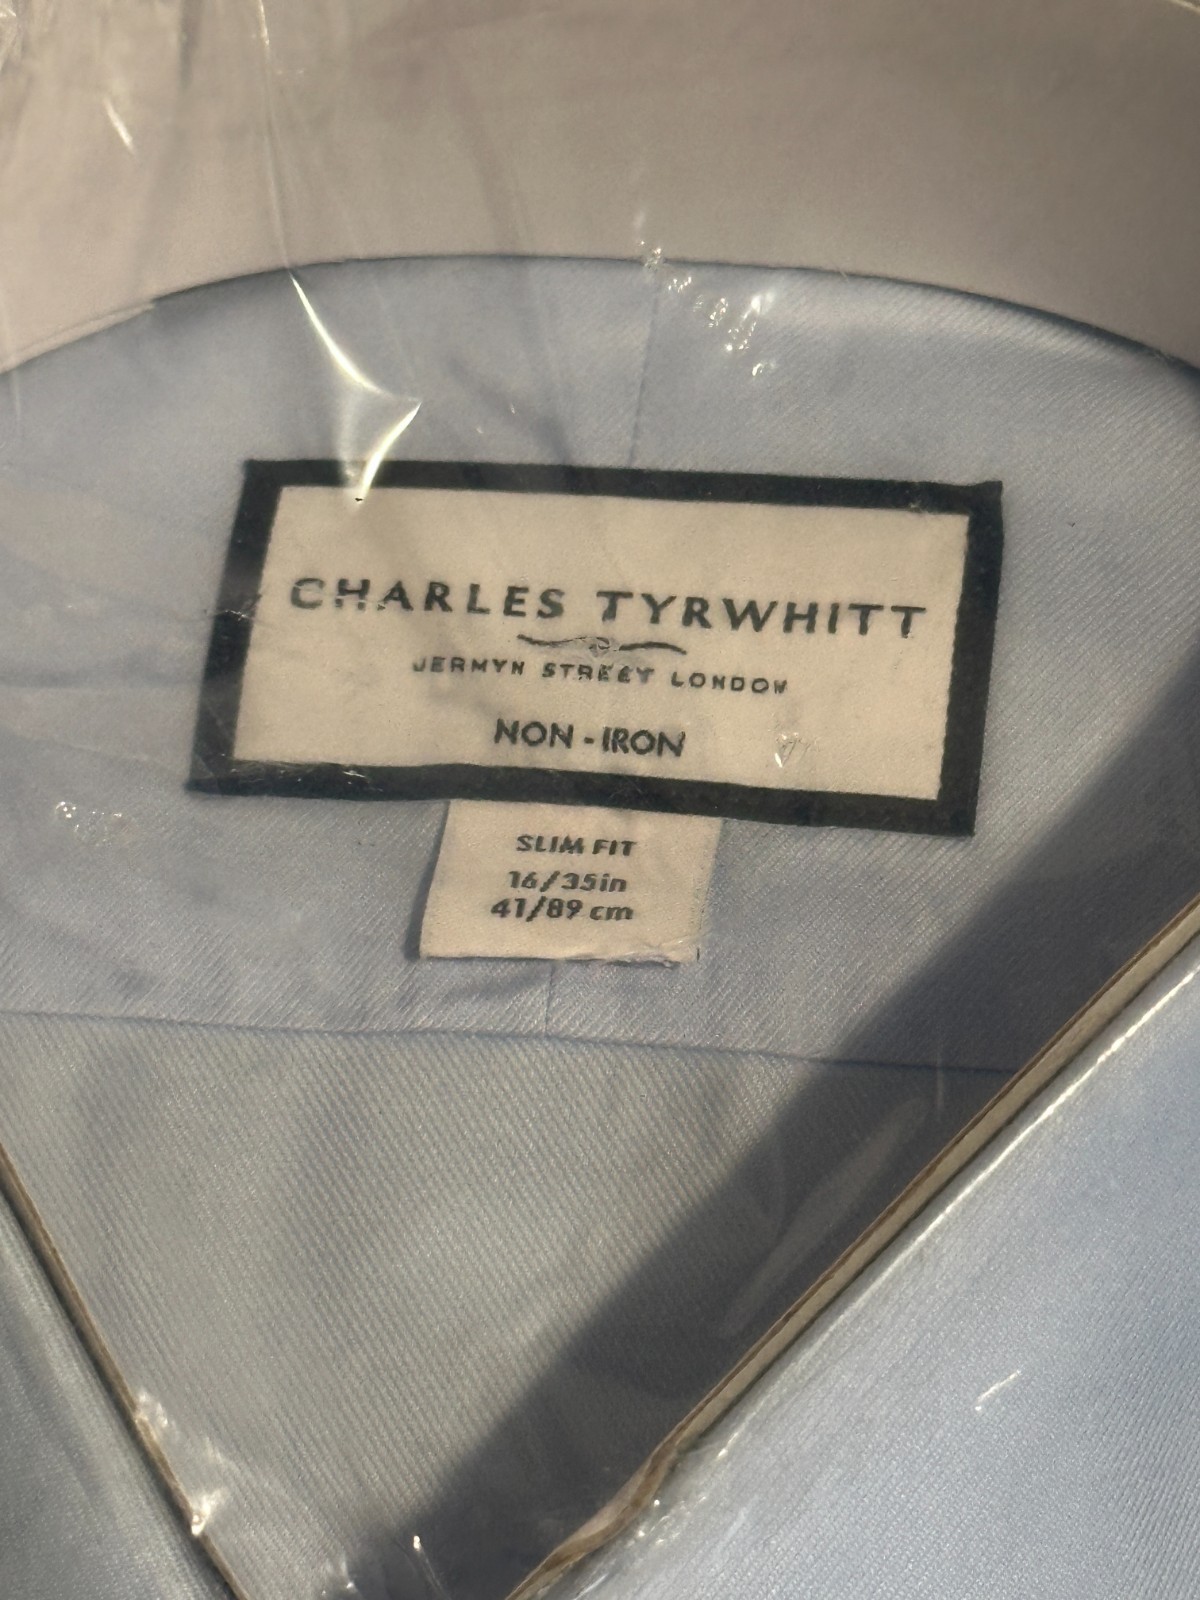 CHARLES TYRWHITT
JERMYN STREET LONDON
NON-IRON
SLIM FIT
16/35in
41/89 cm